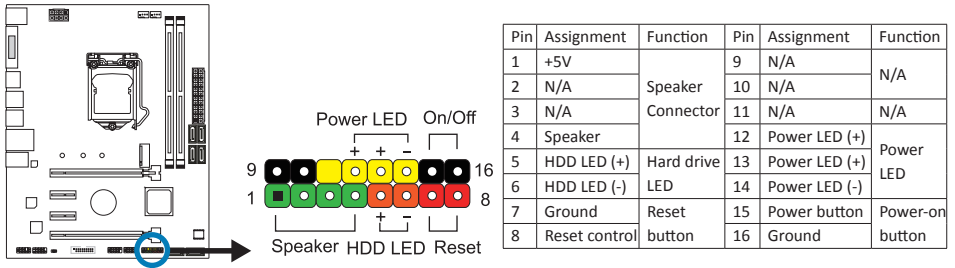 Power LED On/Off
+ + -
9 16
1 8
+ -
Speaker HDD LED Reset
Pin Assignment Function Pin Assignment Function
1 +5V Speaker Connector 9 N/A N/A
2 N/A 10 N/A
3 N/A 11 N/A N/A
4 Speaker 12 Power LED (+) Power LED
5 HDD LED (+) Hard drive LED 13 Power LED (+)
6 HDD LED (-) 14 Power LED (-)
7 Ground Reset button 15 Power button Power-on button
8 Reset control 16 Ground